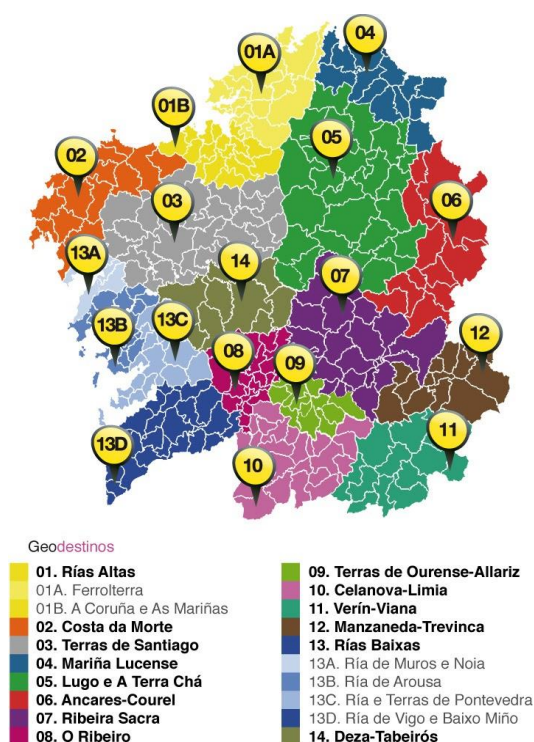 04
01A
01B
05
02
03
06
13A
14
07
13B
13C
12
08
09
13D
10
11
Geodestinos
01. Rías Altas
01A. Ferrolterra
01B. A Coruña e As Mariñas
02. Costa da Morte
03. Terras de Santiago
04. Mariña Lucense
05. Lugo e A Terra Chá
06. Ancares-Courel
07. Ribeira Sacra
08. O Ribeiro
09. Terras de Ourense-Allariz
10. Celanova-Limia
11. Verín-Viana
12. Manzaneda-Trevinca
13. Rías Baixas
13A. Ría de Muros e Noia
13B. Ría de Arousa
13C. Ría e Terras de Pontevedra
13D. Ría de Vigo e Baixo Miño
14. Deza-Tabeirós